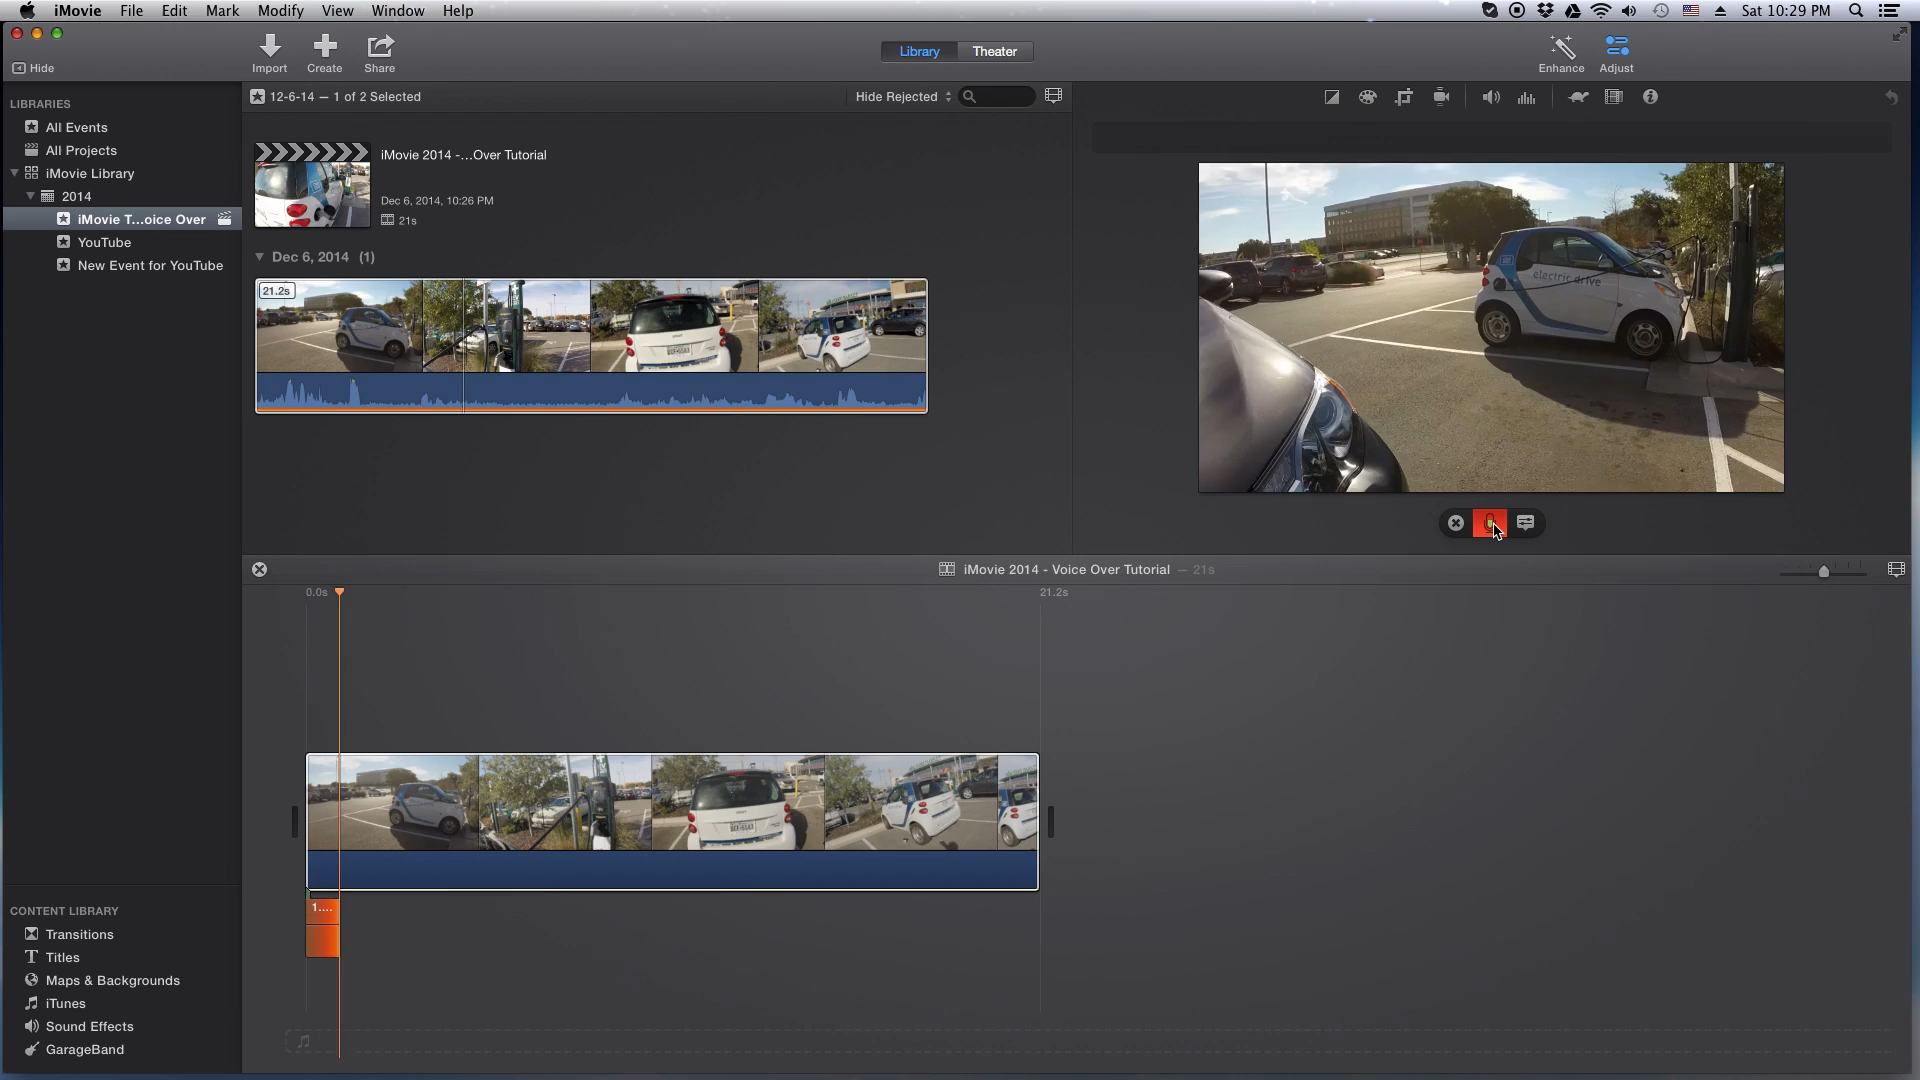 iMovie File Edit Mark Modify View Window Help
Sat 10:29 PM
Hide
Import Create Share
Library Theater
Enhance Adjust
LIBRARIES
All Events
All Projects
iMovie Library
2014
iMovie T...oice Over
YouTube
New Event for YouTube
12-6-14 — 1 of 2 Selected
Hide Rejected
iMovie 2014 -...Over Tutorial
Dec 6, 2014, 10:26 PM
21s
Dec 6, 2014 (1)
21.2s
electric drive
iMovie 2014 - Voice Over Tutorial — 21s
0.0s
21.2s
1....
CONTENT LIBRARY
Transitions
Titles
Maps & Backgrounds
iTunes
Sound Effects
GarageBand